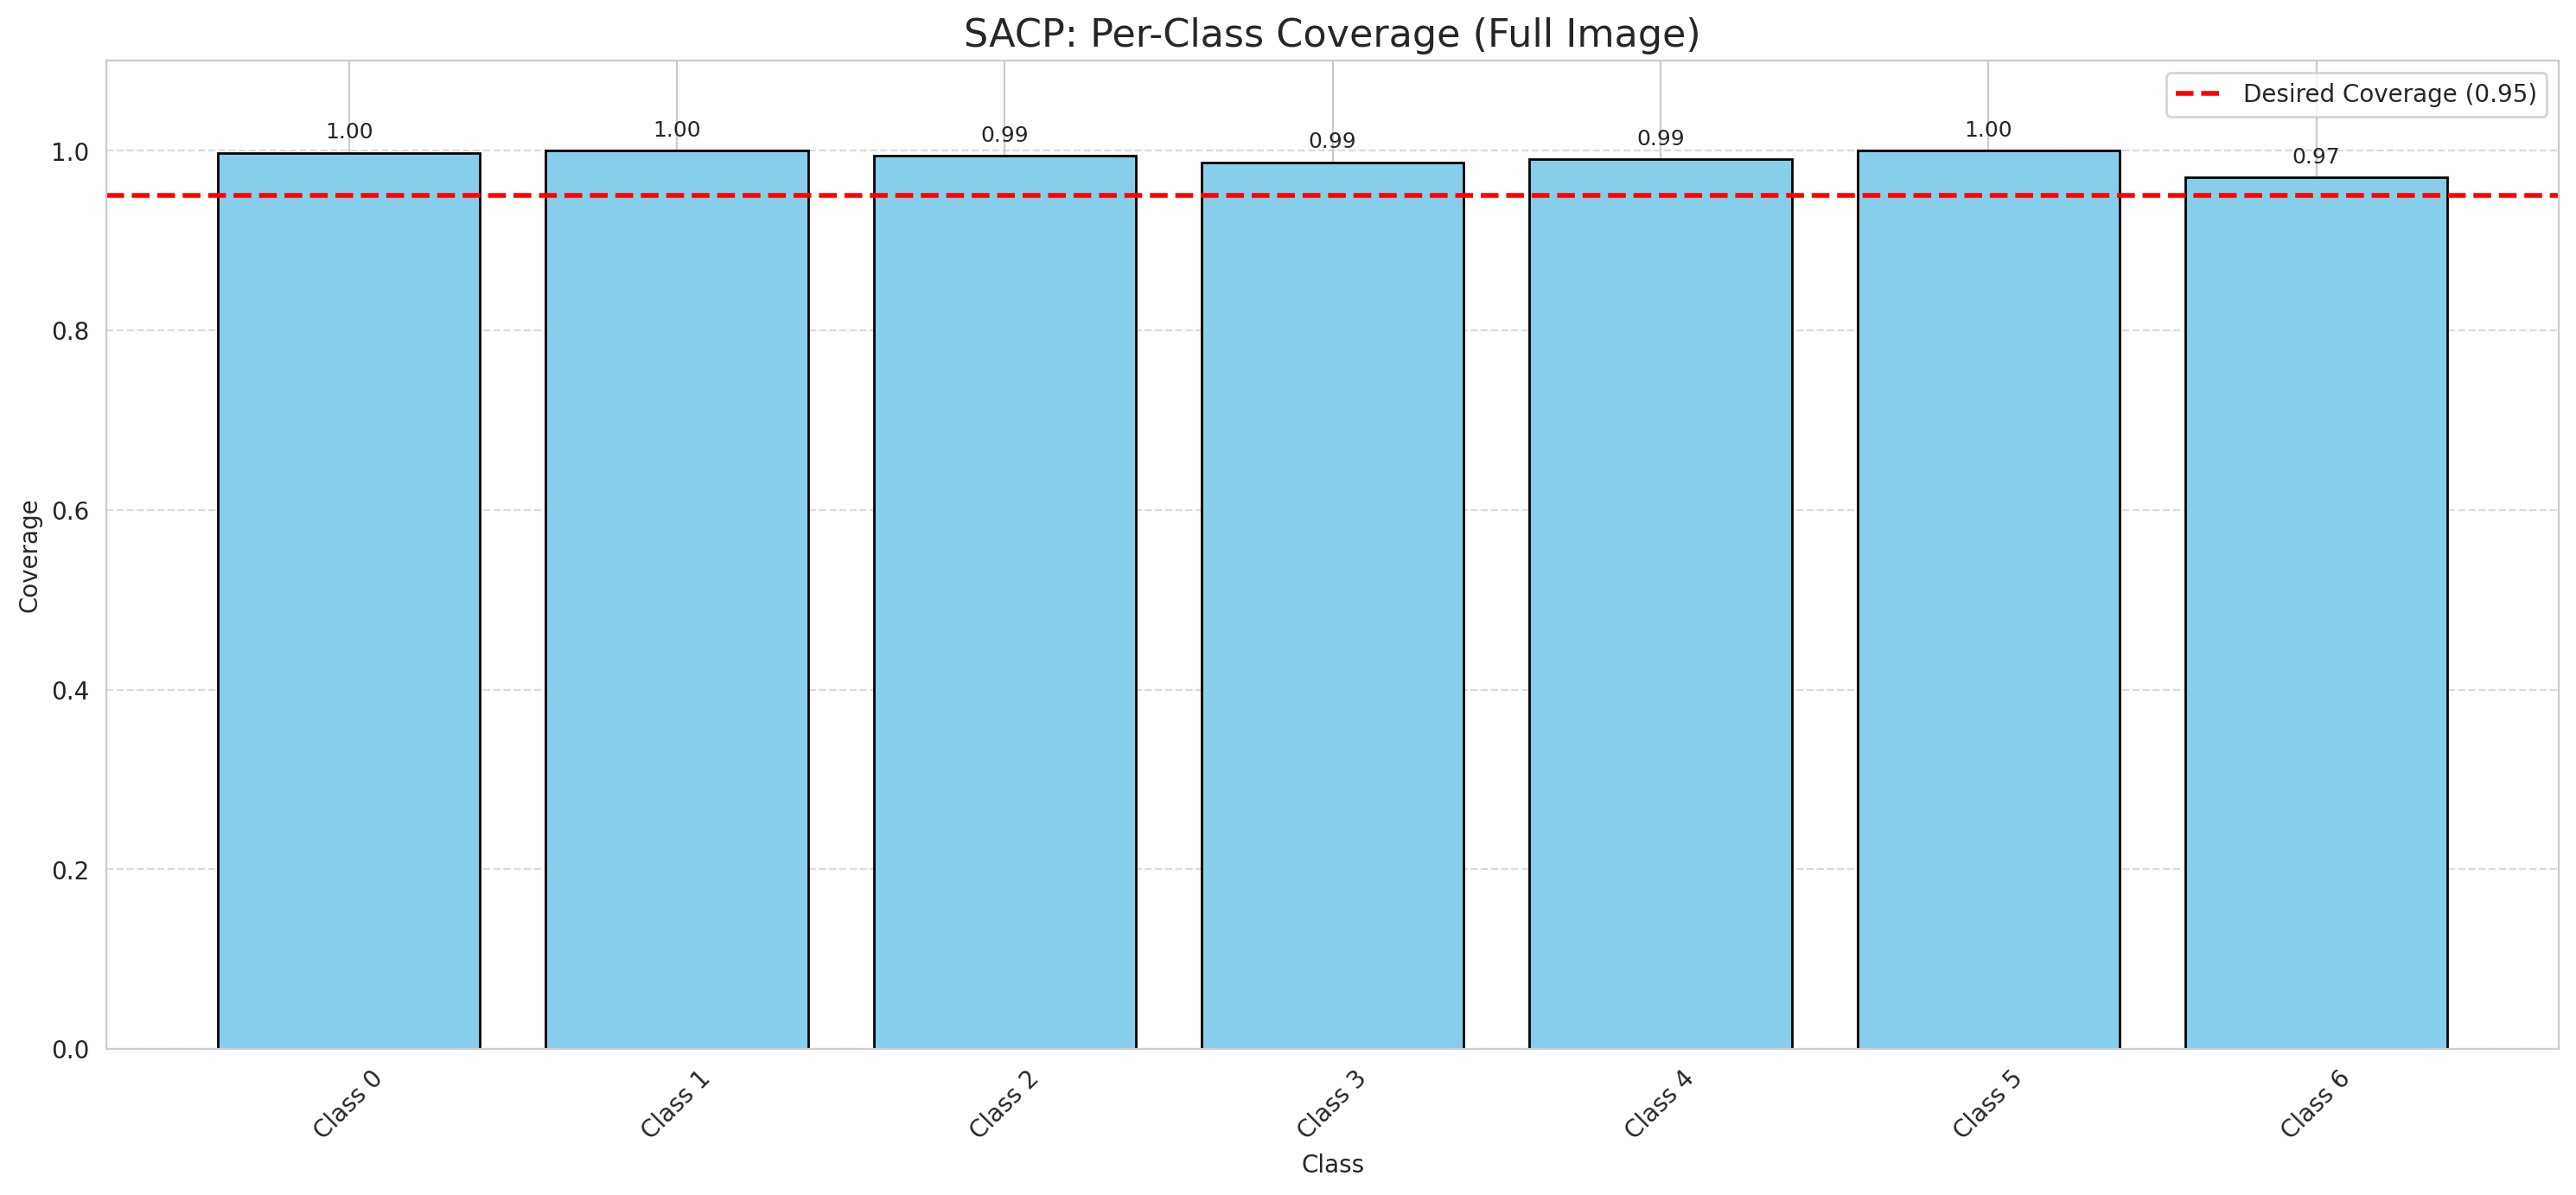 SACP: Per-Class Coverage (Full Image)
Desired Coverage (0.95)
1.00
1.00
0.99
0.99
0.99
1.00
0.97
1.0
0.8
0.6
0.4
0.2
0.0
Coverage
Class 0
Class 1
Class 2
Class 3
Class 4
Class 5
Class 6
Class